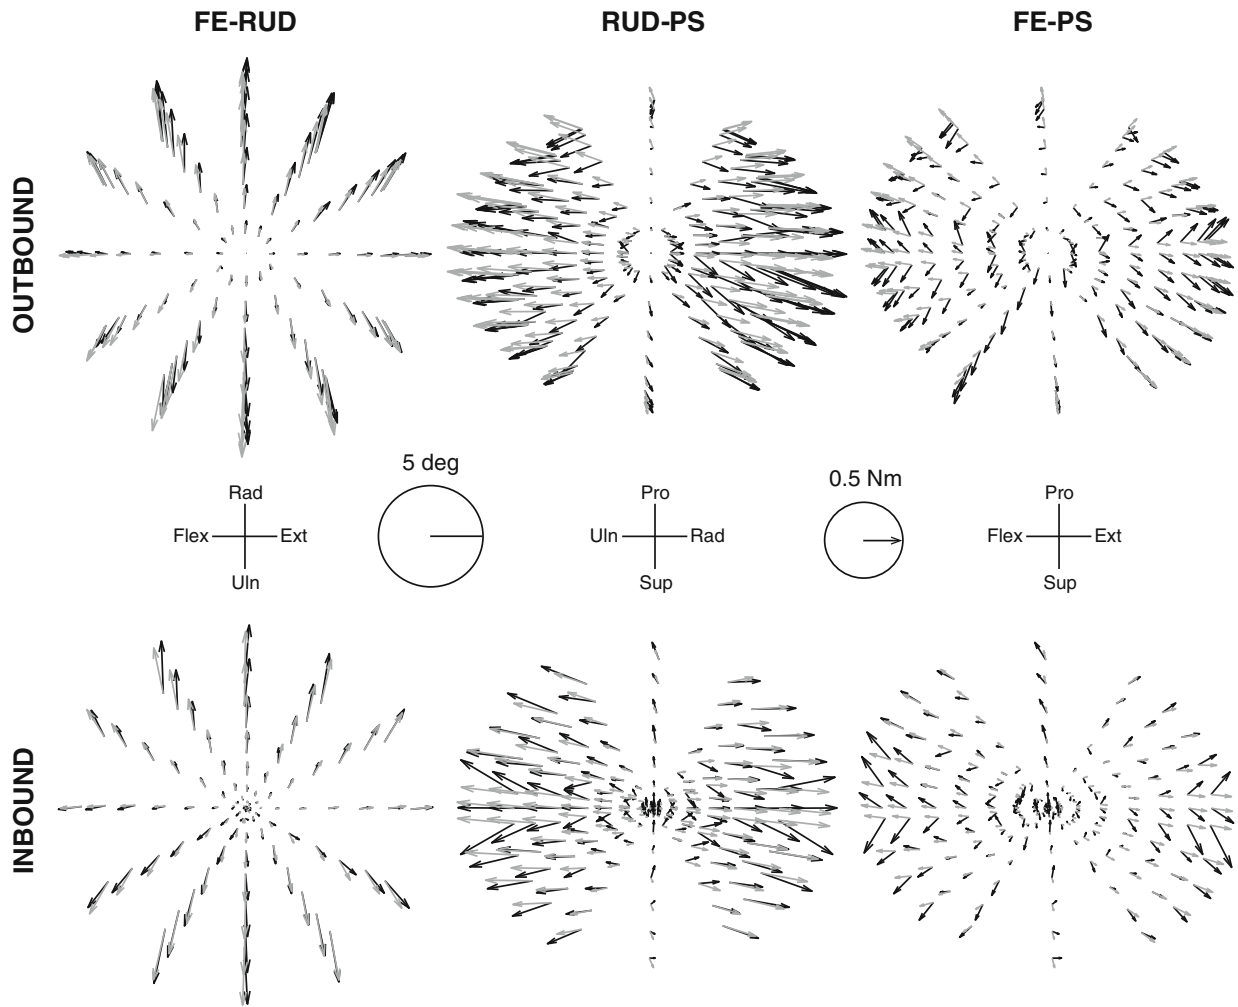 FE-RUD
RUD-PS
FE-PS
OUTBOUND
5 deg
0.5 Nm
Rad
Flex
Ext
Uln
Pro
Uln
Rad
Sup
Pro
Flex
Ext
Sup
INBOUND